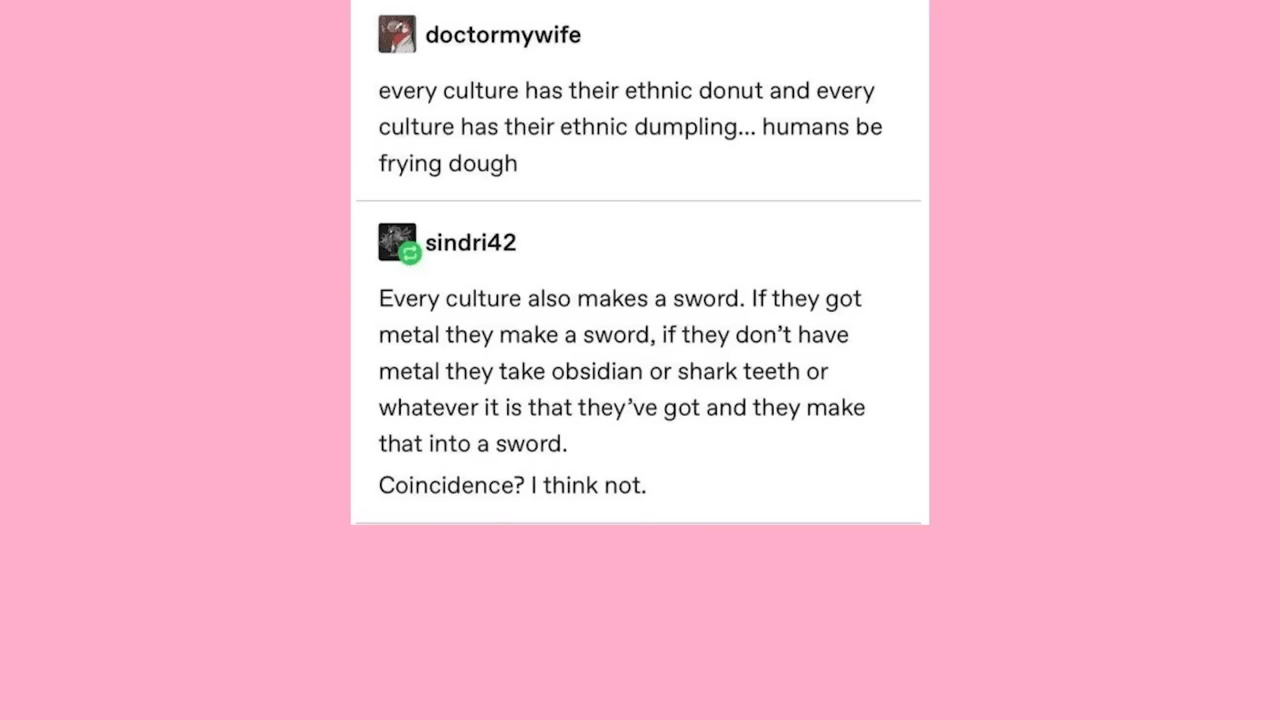 doctormywife
every culture has their ethnic donut and every
culture has their ethnic dumpling... humans be
frying dough
sindri42
Every culture also makes a sword. If they got
metal they make a sword, if they don’t have
metal they take obsidian or shark teeth or
whatever it is that they’ve got and they make
that into a sword.
Coincidence? I think not.